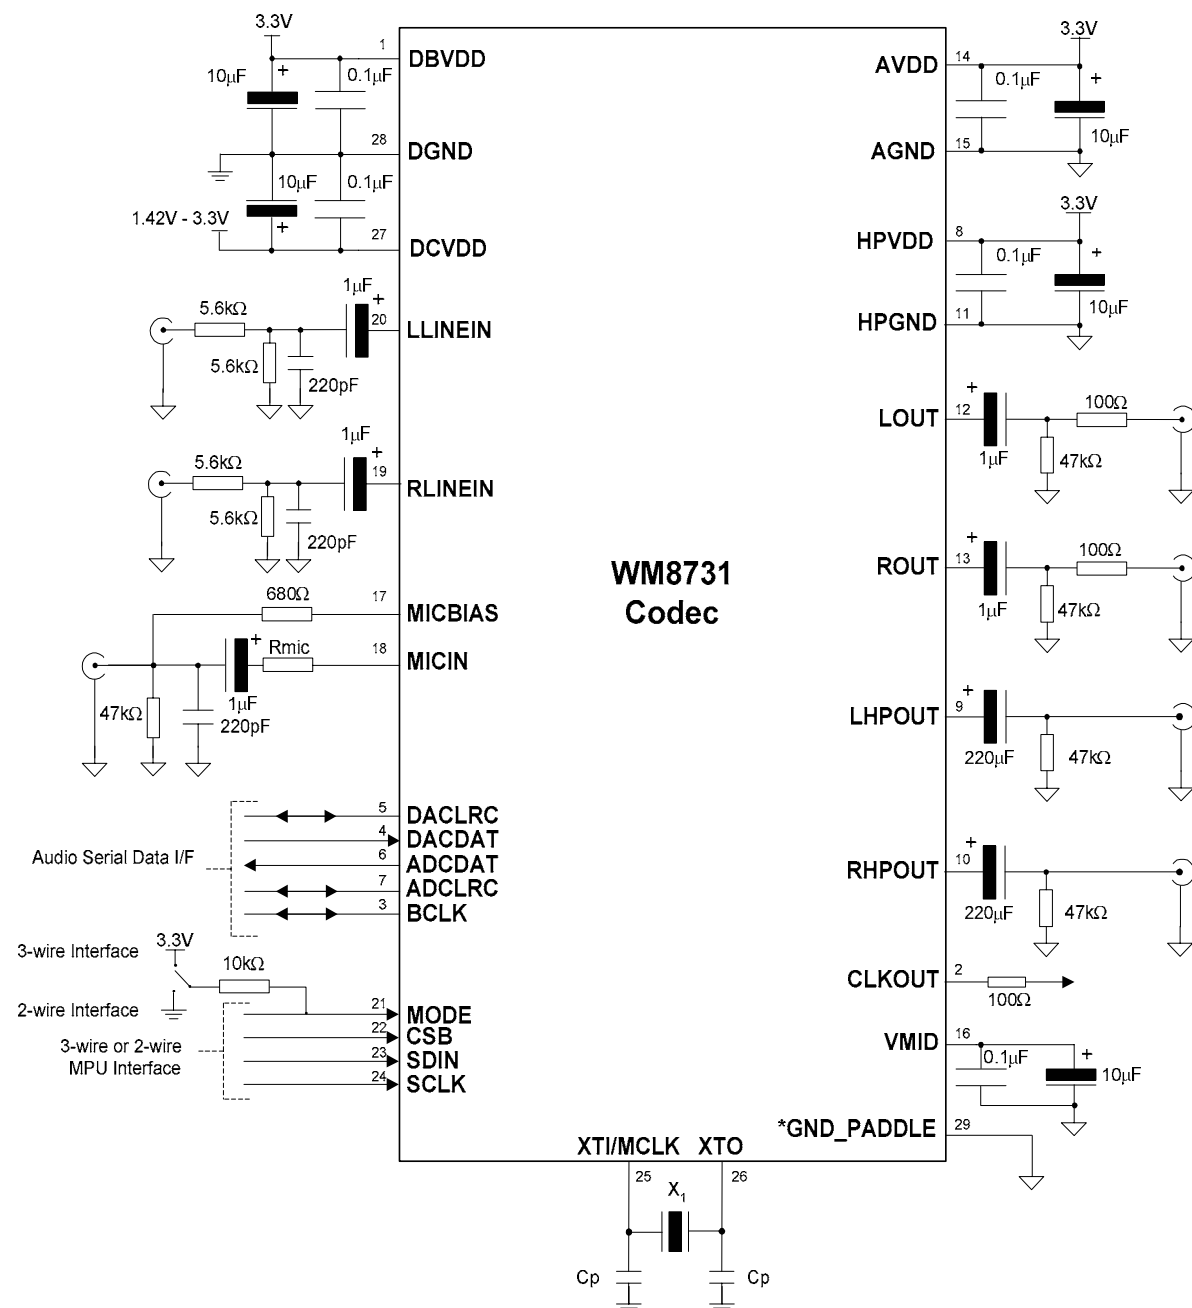 3.3V
1
DBVDD
10µF
+
0.1µF
28
DGND
10µF
0.1µF
1.42V - 3.3V
+
27
DCVDD
1µF
+
5.6kΩ
20
LLINEIN
5.6kΩ
220pF
1µF
+
5.6kΩ
19
RLINEIN
5.6kΩ
220pF
680Ω
17
MICBIAS
+
Rmic
18
MICIN
1µF
47kΩ
220pF
5
DACLRC
4
DACDAT
Audio Serial Data I/F
6
ADCDAT
7
ADCLRC
3
BCLK
3.3V
3-wire Interface
10kΩ
2-wire Interface
21
MODE
22
CSB
3-wire or 2-wire
MPU Interface
23
SDIN
24
SCLK
WM8731
Codec
3.3V
AVDD
14
0.1µF
+
10µF
AGND
15
3.3V
HPVDD
8
0.1µF
+
10µF
HPGND
11
+
100Ω
LOUT
12
1µF
47kΩ
+
100Ω
ROUT
13
1µF
47kΩ
+
LHPOUT
9
220µF
47kΩ
+
RHPOUT
10
220µF
47kΩ
CLKOUT
2
100Ω
VMID
16
0.1µF
+
10µF
*GND_PADDLE
29
XTI/MCLK
XTO
25
26
X1
Cp
Cp